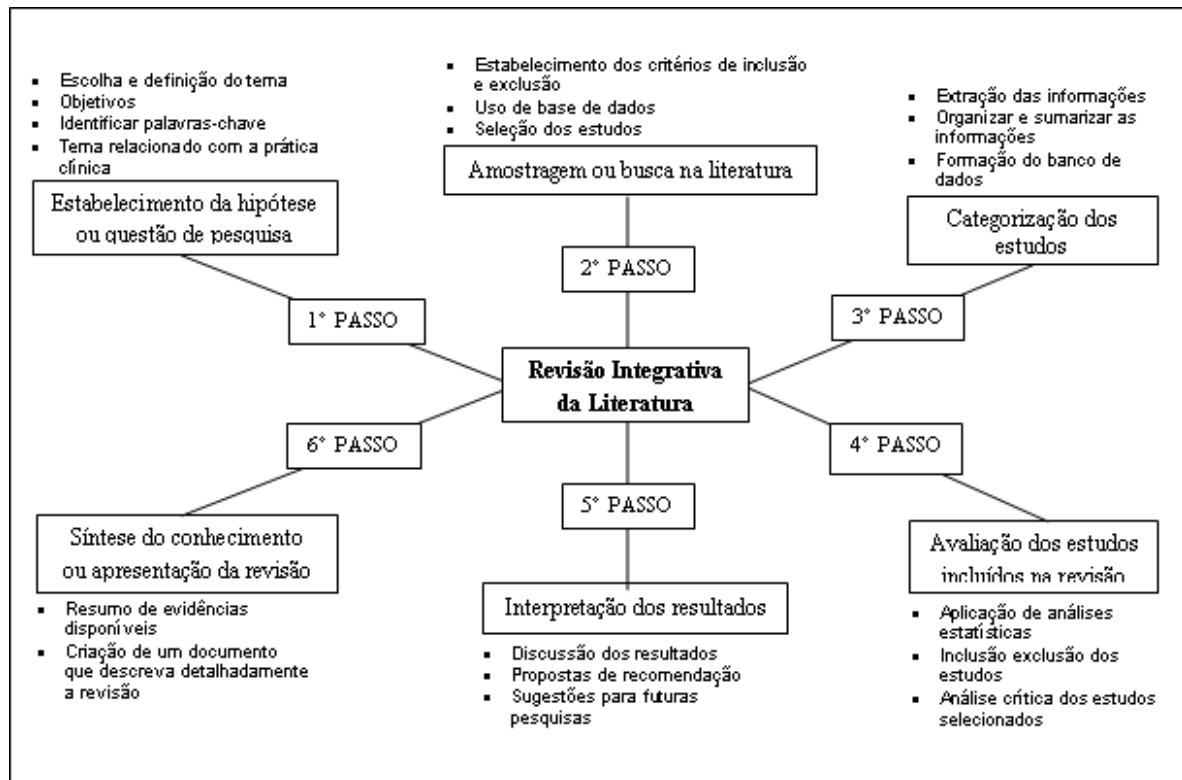 Escolha e definição do tema
Objetivos
Identificar palavras-chave
Tema relacionado com a prática
clínica
Estabelecimento da hipótese
ou questão de pesquisa
1° PASSO
Estabelecimento dos critérios de inclusão
e exclusão
Uso de base de dados
Seleção dos estudos
Amostragem ou busca na literatura
2° PASSO
Extração das informações
Organizar e sumarizar as
informações
Formação do banco de
dados
Categorização dos
estudos
3° PASSO
Revisão Integrativa
da Literatura
4° PASSO
Avaliação dos estudos
incluídos na revisão
Aplicação de análises
estatísticas
Inclusão exclusão dos
estudos
Análise crítica dos estudos
selecionados
5° PASSO
Interpretação dos resultados
Discussão dos resultados
Propostas de recomendação
Sugestões para futuras
pesquisas
6° PASSO
Síntese do conhecimento
ou apresentação da revisão
Resumo de evidências
disponíveis
Criação de um documento
que descreva detalhadamente
a revisão